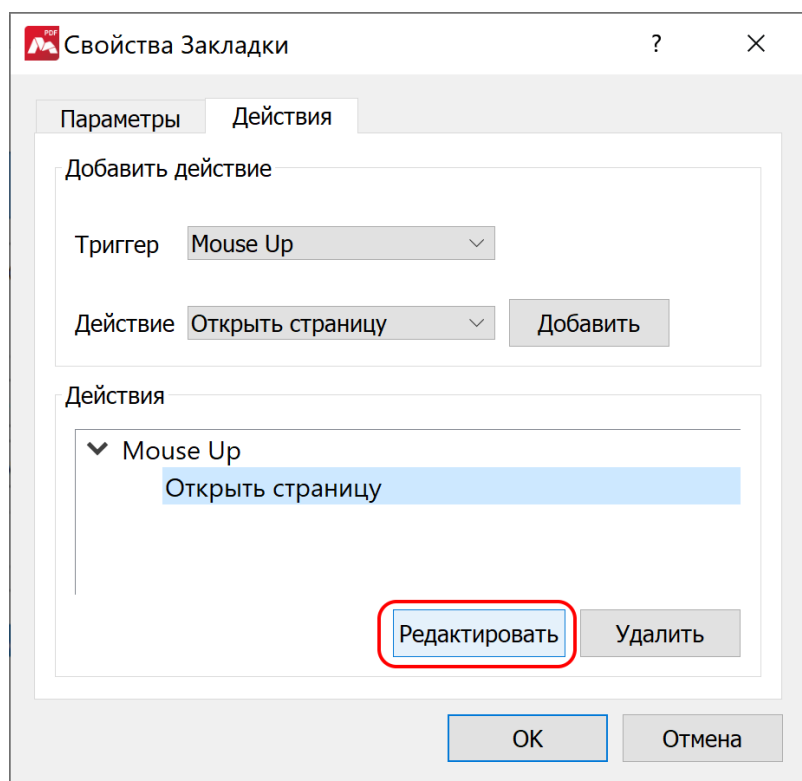 PDF
Свойства Закладки
?
Параметры
Действия
Добавить действие
Триггер
Mouse Up
Действие
Открыть страницу
Добавить
Действия
Mouse Up
Открыть страницу
Редактировать
Удалить
OK
Отмена